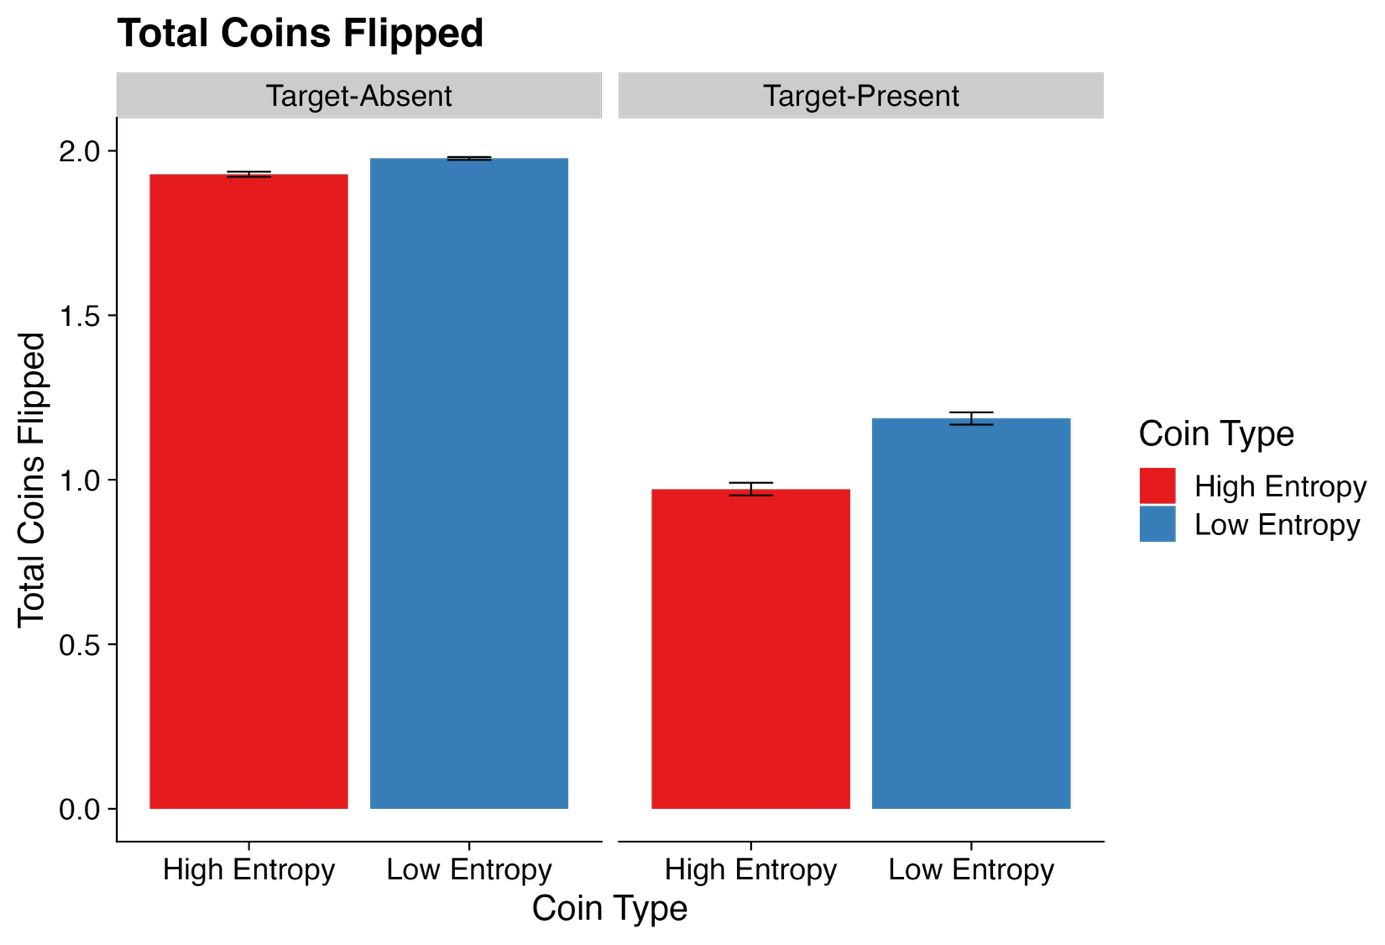 Total Coins Flipped
Target-Absent
Target-Present
Total Coins Flipped
2.0
1.5
1.0
0.5
0.0
High Entropy
Low Entropy
High Entropy
Low Entropy
Coin Type
Coin Type
High Entropy
Low Entropy